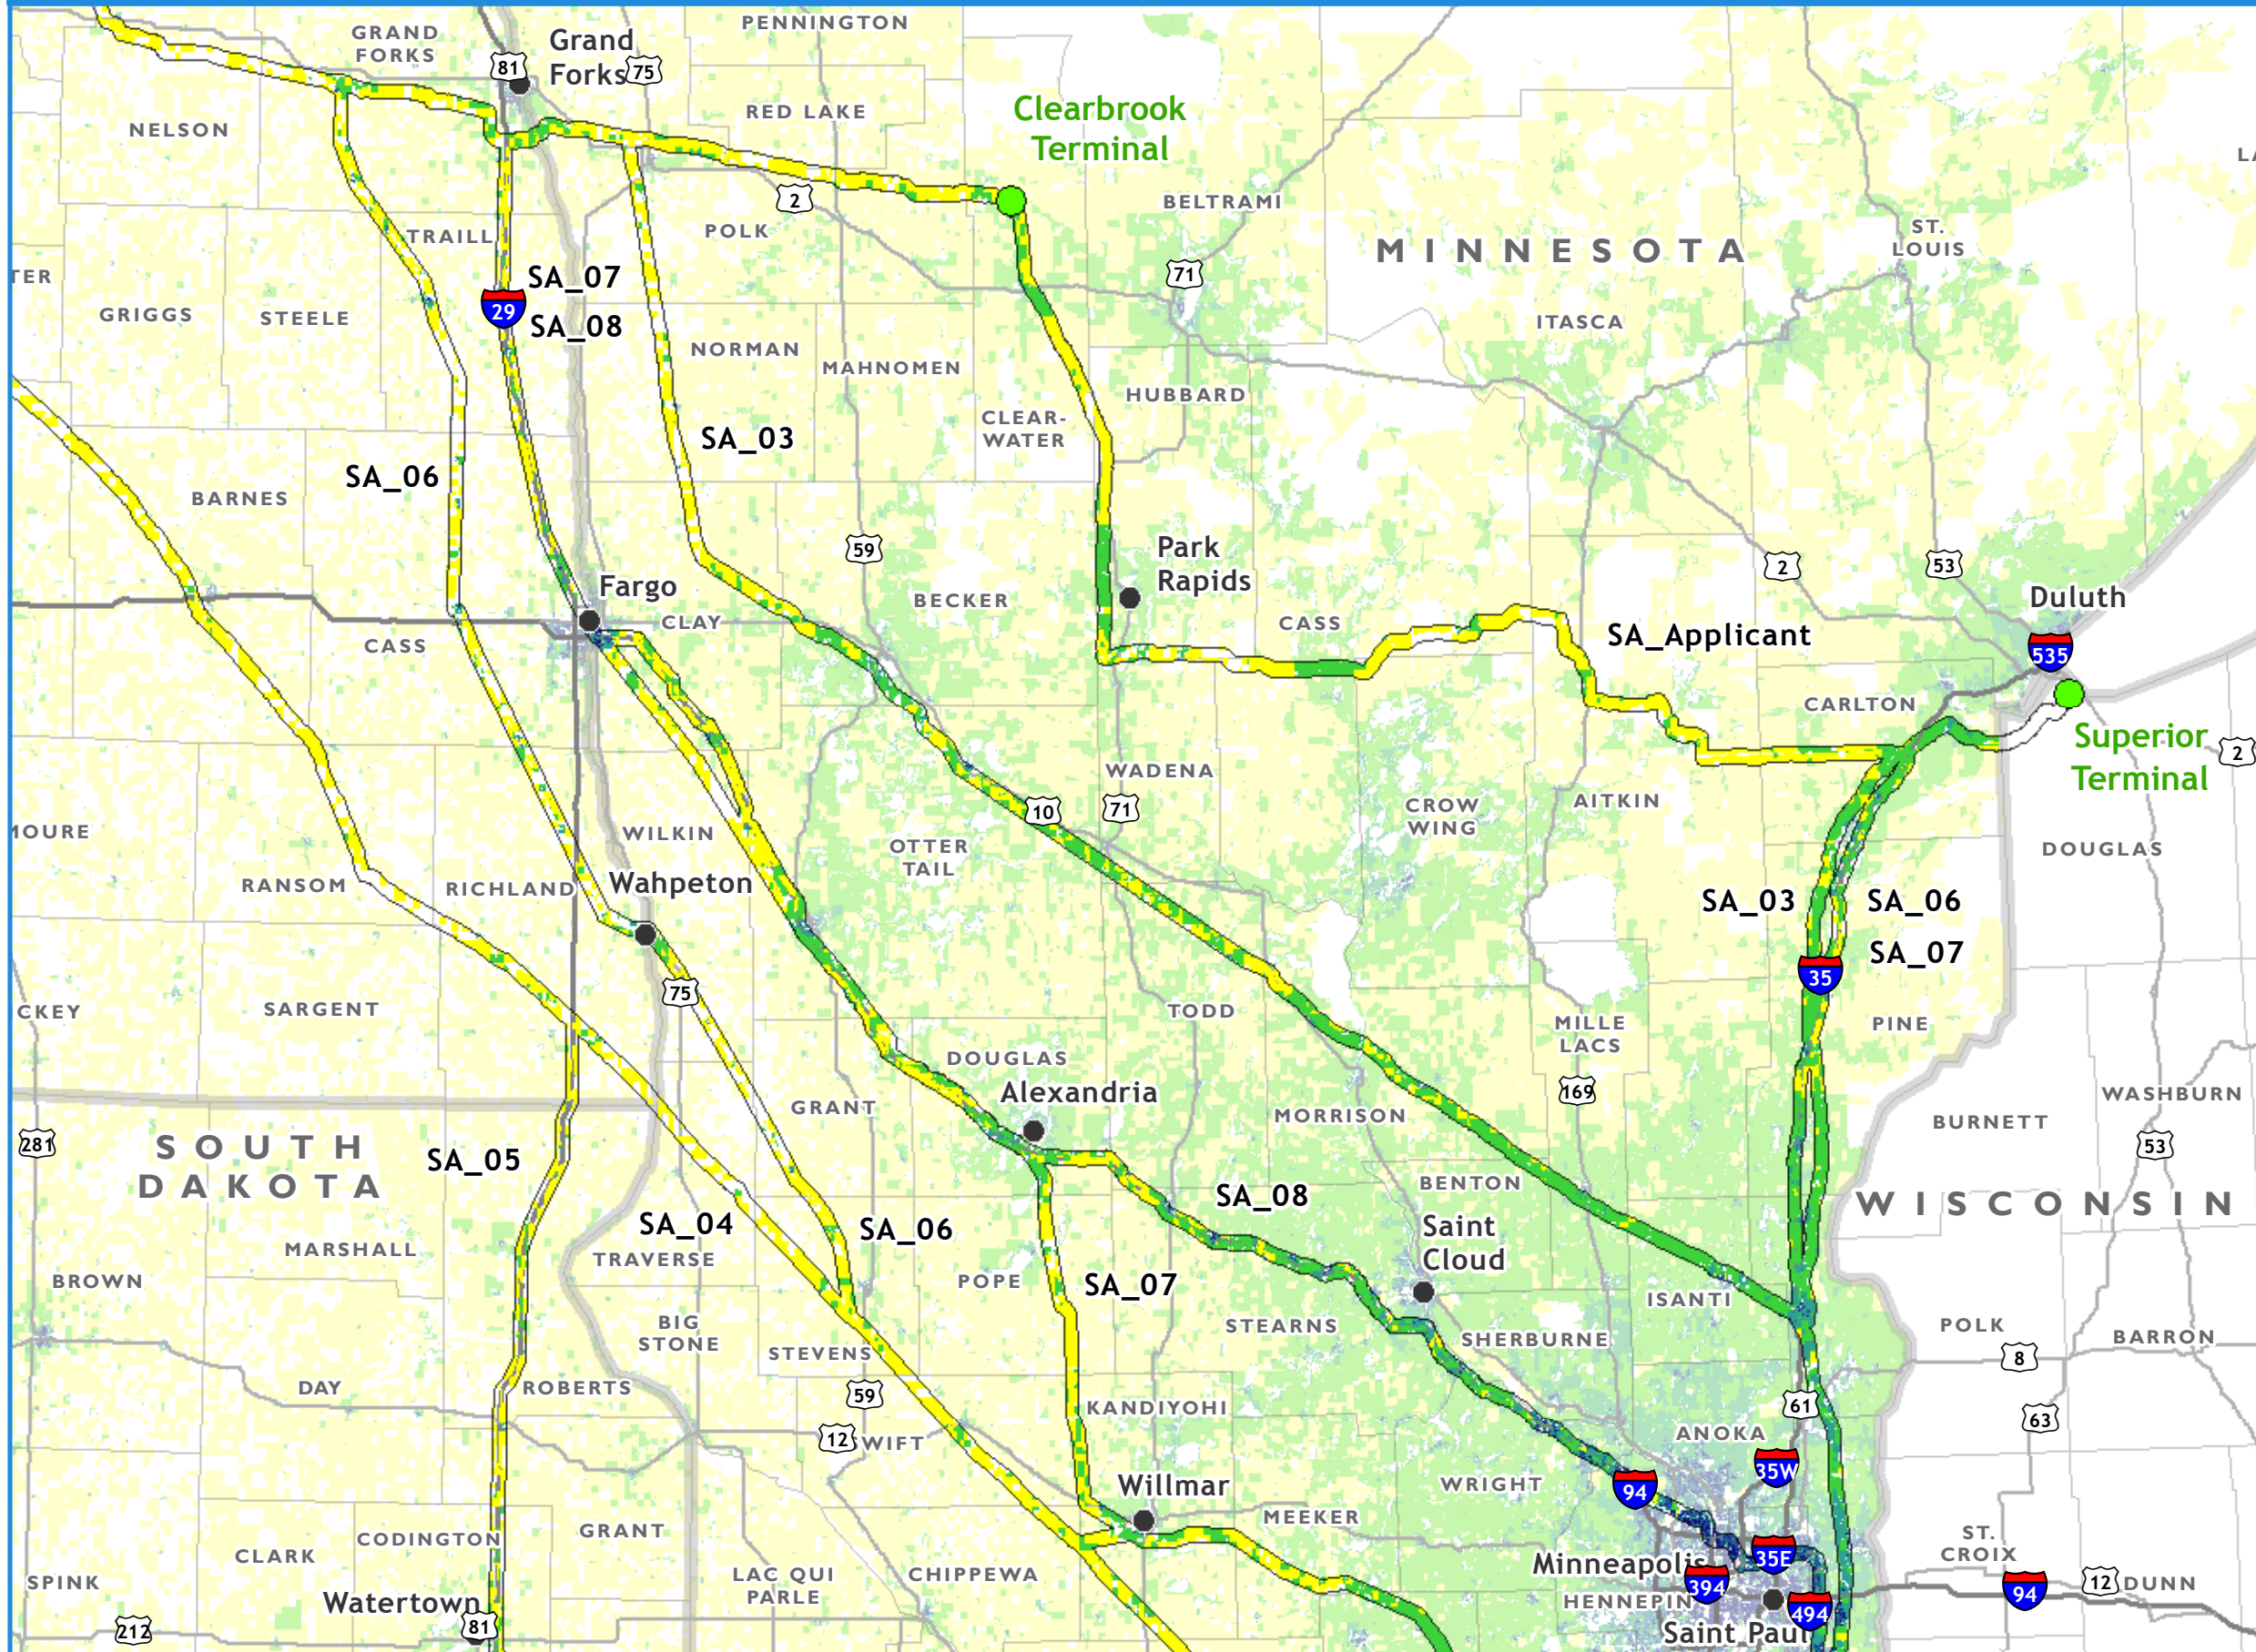 PENNINGTON
GRAND
FORKS
Grand
Forks
81
75
RED LAKE
Clearbrook
Terminal
NELSON
2
BELTRAMI
POLK
TRAILL
MINNESOTA
ST.
LOUIS
71
SA_07
29
SA_08
GRIGGS
STEELE
ITASCA
NORMAN
MAHNOMEN
HUBBARD
CLEAR-
WATER
SA_03
SA_06
BARNES
59
Park
Rapids
2
53
Fargo
CLAY
BECKER
CASS
Duluth
CASS
SA_Applicant
535
CARLTON
Superior
Terminal
2
WADENA
10
71
CROW
WING
AITKIN
WILKIN
OTTER
TAIL
DOUGLAS
RANSOM
RICHLAND
Wahpeton
SA_03
SA_06
SA_07
35
75
SARGENT
TODD
MILLE
LACS
PINE
DOUGLAS
Alexandria
169
WASHBURN
GRANT
MORRISON
BURNETT
281
SOUTH
DAKOTA
53
SA_05
BENTON
SA_08
WISCONSIN
SA_04
SA_06
Saint
Cloud
MARSHALL
TRAVERSE
BROWN
POPE
SA_07
ISANTI
BIG
STONE
STEARNS
SHERBURNE
POLK
BARRON
STEVENS
8
DAY
ROBERTS
59
KANDIYOHI
61
63
12
SWIFT
ANOKA
35W
Willmar
WRIGHT
94
MEEKER
GRANT
CODINGTON
CLARK
ST.
CROIX
35E
Minneapolis
394
SPINK
LAC QUI
PARLE
CHIPPEWA
94
12
DUNN
Watertown
HENNEPIN
494
212
81
Saint Paul